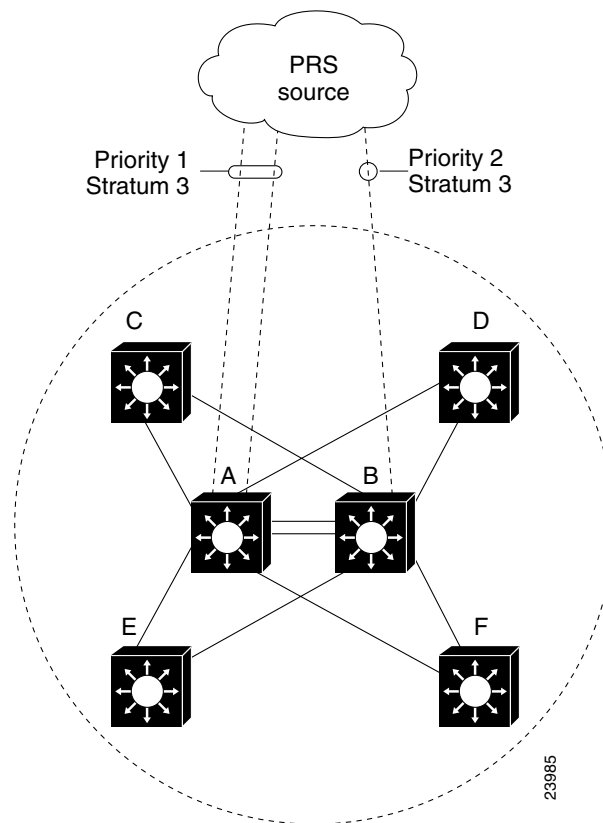 PRS
source
Priority 1
Stratum 3
Priority 2
Stratum 3
C
D
A
B
E
F
23985